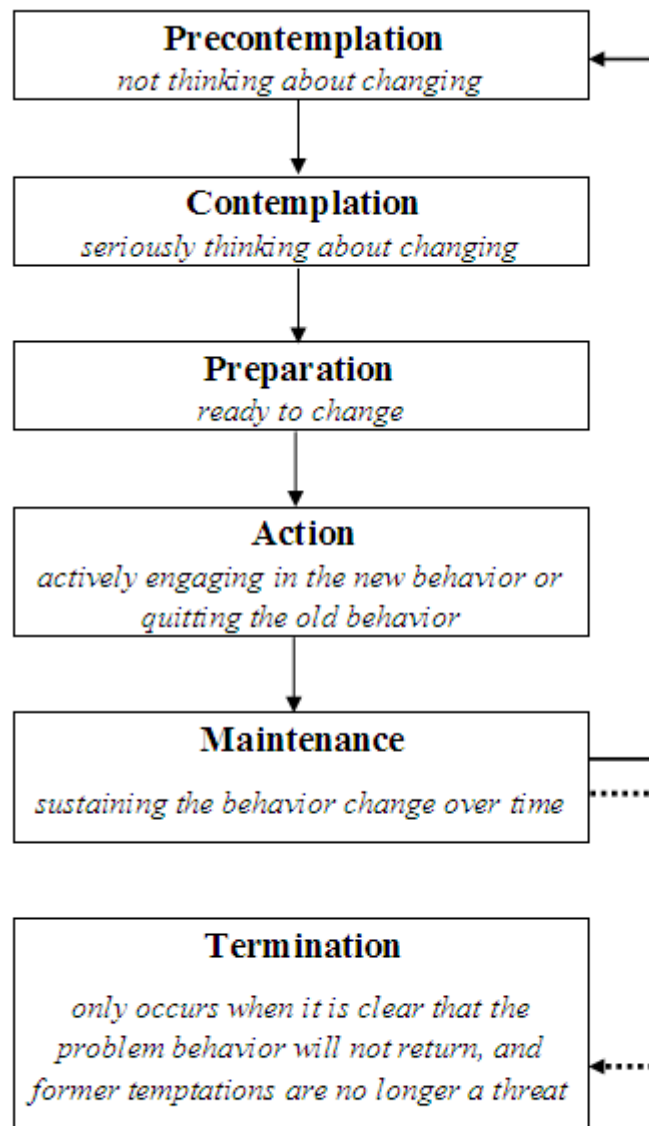 Precontemplation
not thinking about changing
Contemplation
seriously thinking about changing
Preparation
ready to change
Action
actively engaging in the new behavior or
quitting the old behavior
Maintenance
sustaining the behavior change over time
Termination
only occurs when it is clear that the
problem behavior will not return, and
former temptations are no longer a threat